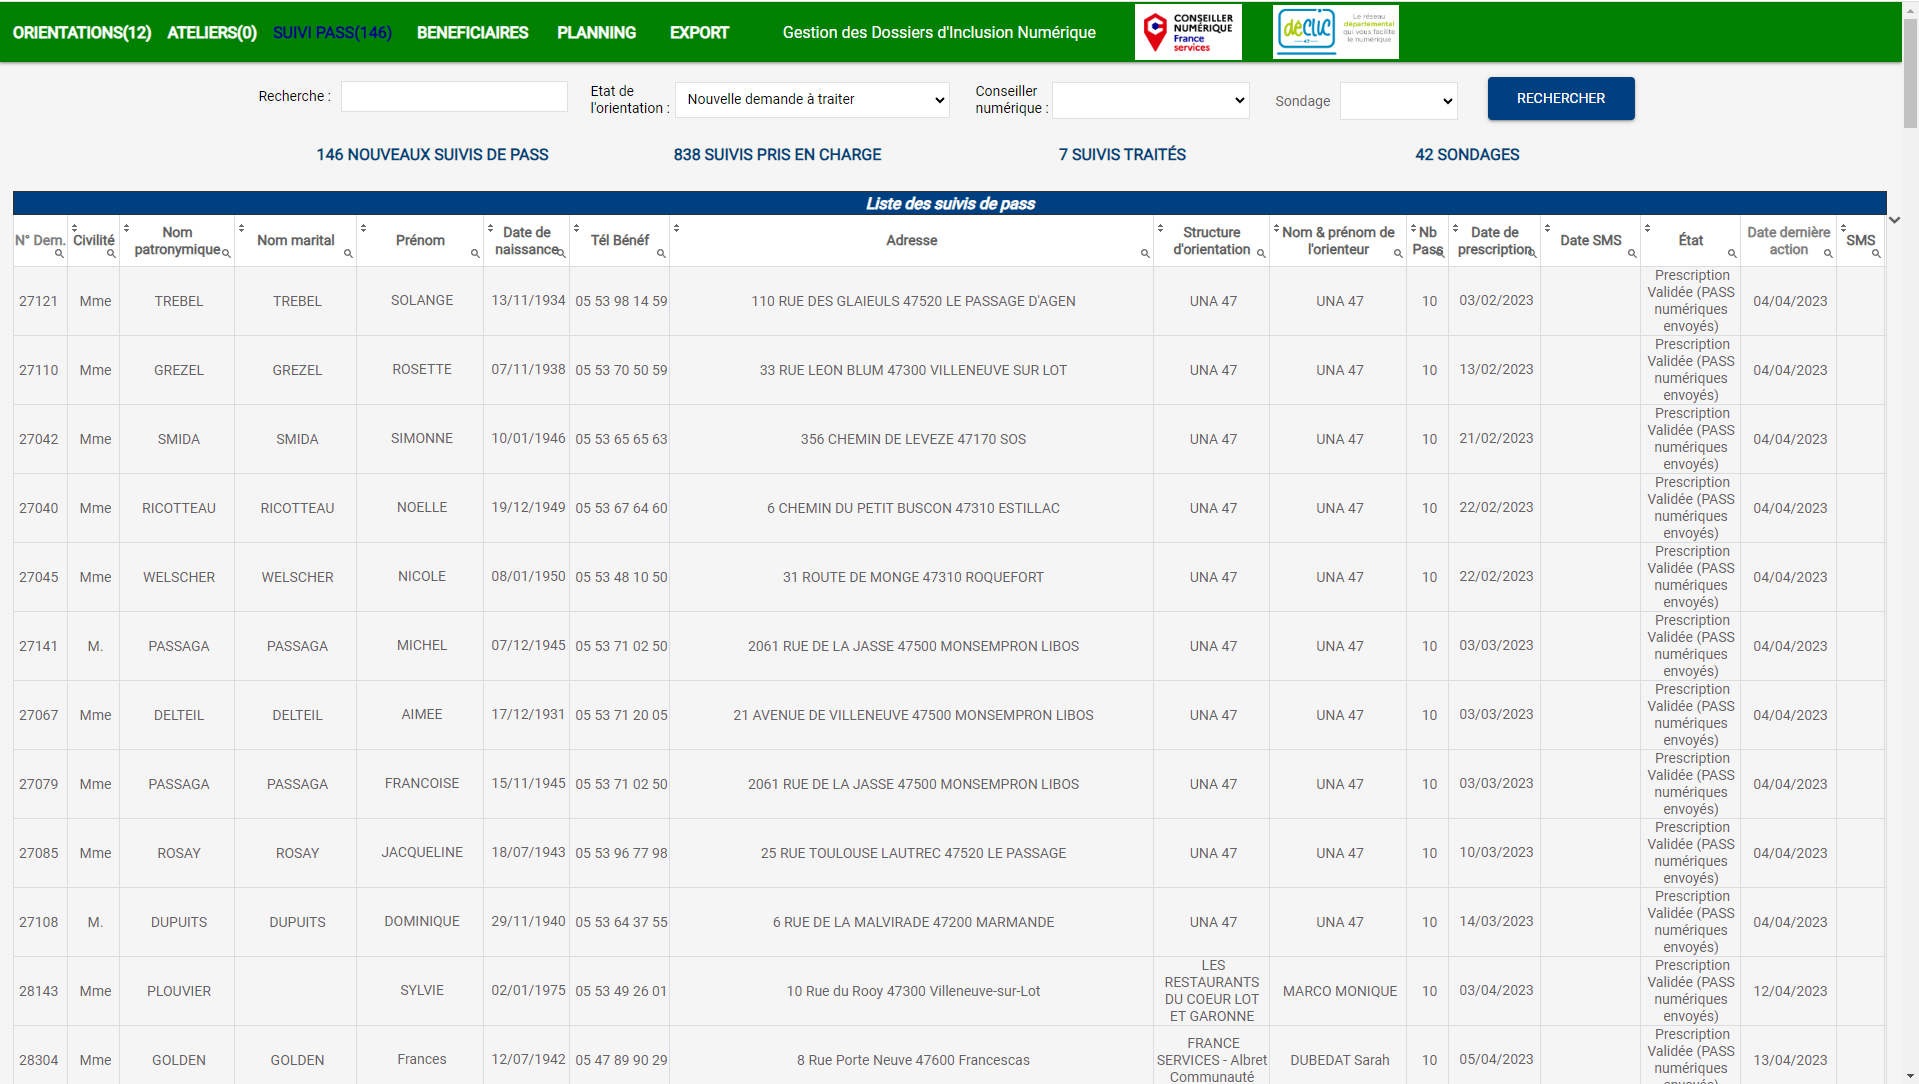 ORIENTATIONS(12) ATELIERS(0) SUIVI PASS(146) BENEFICIAIRES PLANNING EXPORT Gestion des Dossiers d'Inclusion Numérique
CONSEILLER
NUMÉRIQUE
France
services
declic
47
Le réseau
départemental
qui vous facilite
le numérique
Recherche :
Etat de
l'orientation :
Nouvelle demande à traiter
Conseiller
numérique :
Sondage
RECHERCHER
146 NOUVEAUX SUIVIS DE PASS 838 SUIVIS PRIS EN CHARGE 7 SUIVIS TRAITÉS 42 SONDAGES
Liste des suivis de pass
N° Dem. Civilité Nom patronymique Nom marital Prénom Date de naissance Tél Bénéf Adresse Structure d'orientation Nom & prénom de l'orienteur Nb Pass Date de prescription Date SMS État Date dernière action SMS
27121 Mme TREBEL TREBEL SOLANGE 13/11/1934 05 53 98 14 59 110 RUE DES GLAIEULS 47520 LE PASSAGE D'AGEN UNA 47 UNA 47 10 03/02/2023 Prescription Validée (PASS numériques envoyés) 04/04/2023
27110 Mme GREZEL GREZEL ROSETTE 07/11/1938 05 53 70 50 59 33 RUE LEON BLUM 47300 VILLENEUVE SUR LOT UNA 47 UNA 47 10 13/02/2023 Prescription Validée (PASS numériques envoyés) 04/04/2023
27042 Mme SMIDA SMIDA SIMONNE 10/01/1946 05 53 65 65 63 356 CHEMIN DE LEVEZE 47170 SOS UNA 47 UNA 47 10 21/02/2023 Prescription Validée (PASS numériques envoyés) 04/04/2023
27040 Mme RICOTTEAU RICOTTEAU NOELLE 19/12/1949 05 53 67 64 60 6 CHEMIN DU PETIT BUSCON 47310 ESTILLAC UNA 47 UNA 47 10 22/02/2023 Prescription Validée (PASS numériques envoyés) 04/04/2023
27045 Mme WELSCHER WELSCHER NICOLE 08/01/1950 05 53 48 10 50 31 ROUTE DE MONGE 47310 ROQUEFORT UNA 47 UNA 47 10 22/02/2023 Prescription Validée (PASS numériques envoyés) 04/04/2023
27141 M. PASSAGA PASSAGA MICHEL 07/12/1945 05 53 71 02 50 2061 RUE DE LA JASSE 47500 MONSEMPRON LIBOS UNA 47 UNA 47 10 03/03/2023 Prescription Validée (PASS numériques envoyés) 04/04/2023
27067 Mme DELTEIL DELTEIL AIMEE 17/12/1931 05 53 71 20 05 21 AVENUE DE VILLENEUVE 47500 MONSEMPRON LIBOS UNA 47 UNA 47 10 03/03/2023 Prescription Validée (PASS numériques envoyés) 04/04/2023
27079 Mme PASSAGA PASSAGA FRANCOISE 15/11/1945 05 53 71 02 50 2061 RUE DE LA JASSE 47500 MONSEMPRON LIBOS UNA 47 UNA 47 10 03/03/2023 Prescription Validée (PASS numériques envoyés) 04/04/2023
27085 Mme ROSAY ROSAY JACQUELINE 18/07/1943 05 53 96 77 98 25 RUE TOULOUSE LAUTREC 47520 LE PASSAGE UNA 47 UNA 47 10 10/03/2023 Prescription Validée (PASS numériques envoyés) 04/04/2023
27108 M. DUPUITS DUPUITS DOMINIQUE 29/11/1940 05 53 64 37 55 6 RUE DE LA MALVIRADE 47200 MARMANDE UNA 47 UNA 47 10 14/03/2023 Prescription Validée (PASS numériques envoyés) 04/04/2023
28143 Mme PLOUVIER SYLVIE 02/01/1975 05 53 49 26 01 10 Rue du Rooy 47300 Villeneuve-sur-Lot LES RESTAURANTS DU COEUR LOT ET GARONNE MARCO MONIQUE 10 03/04/2023 Prescription Validée (PASS numériques envoyés) 12/04/2023
28304 Mme GOLDEN GOLDEN Frances 12/07/1942 05 47 89 90 29 8 Rue Porte Neuve 47600 Francescas FRANCE SERVICES - Albret Communauté DUBEDAT Sarah 10 05/04/2023 Prescription Validée (PASS numériques envoyés) 13/04/2023